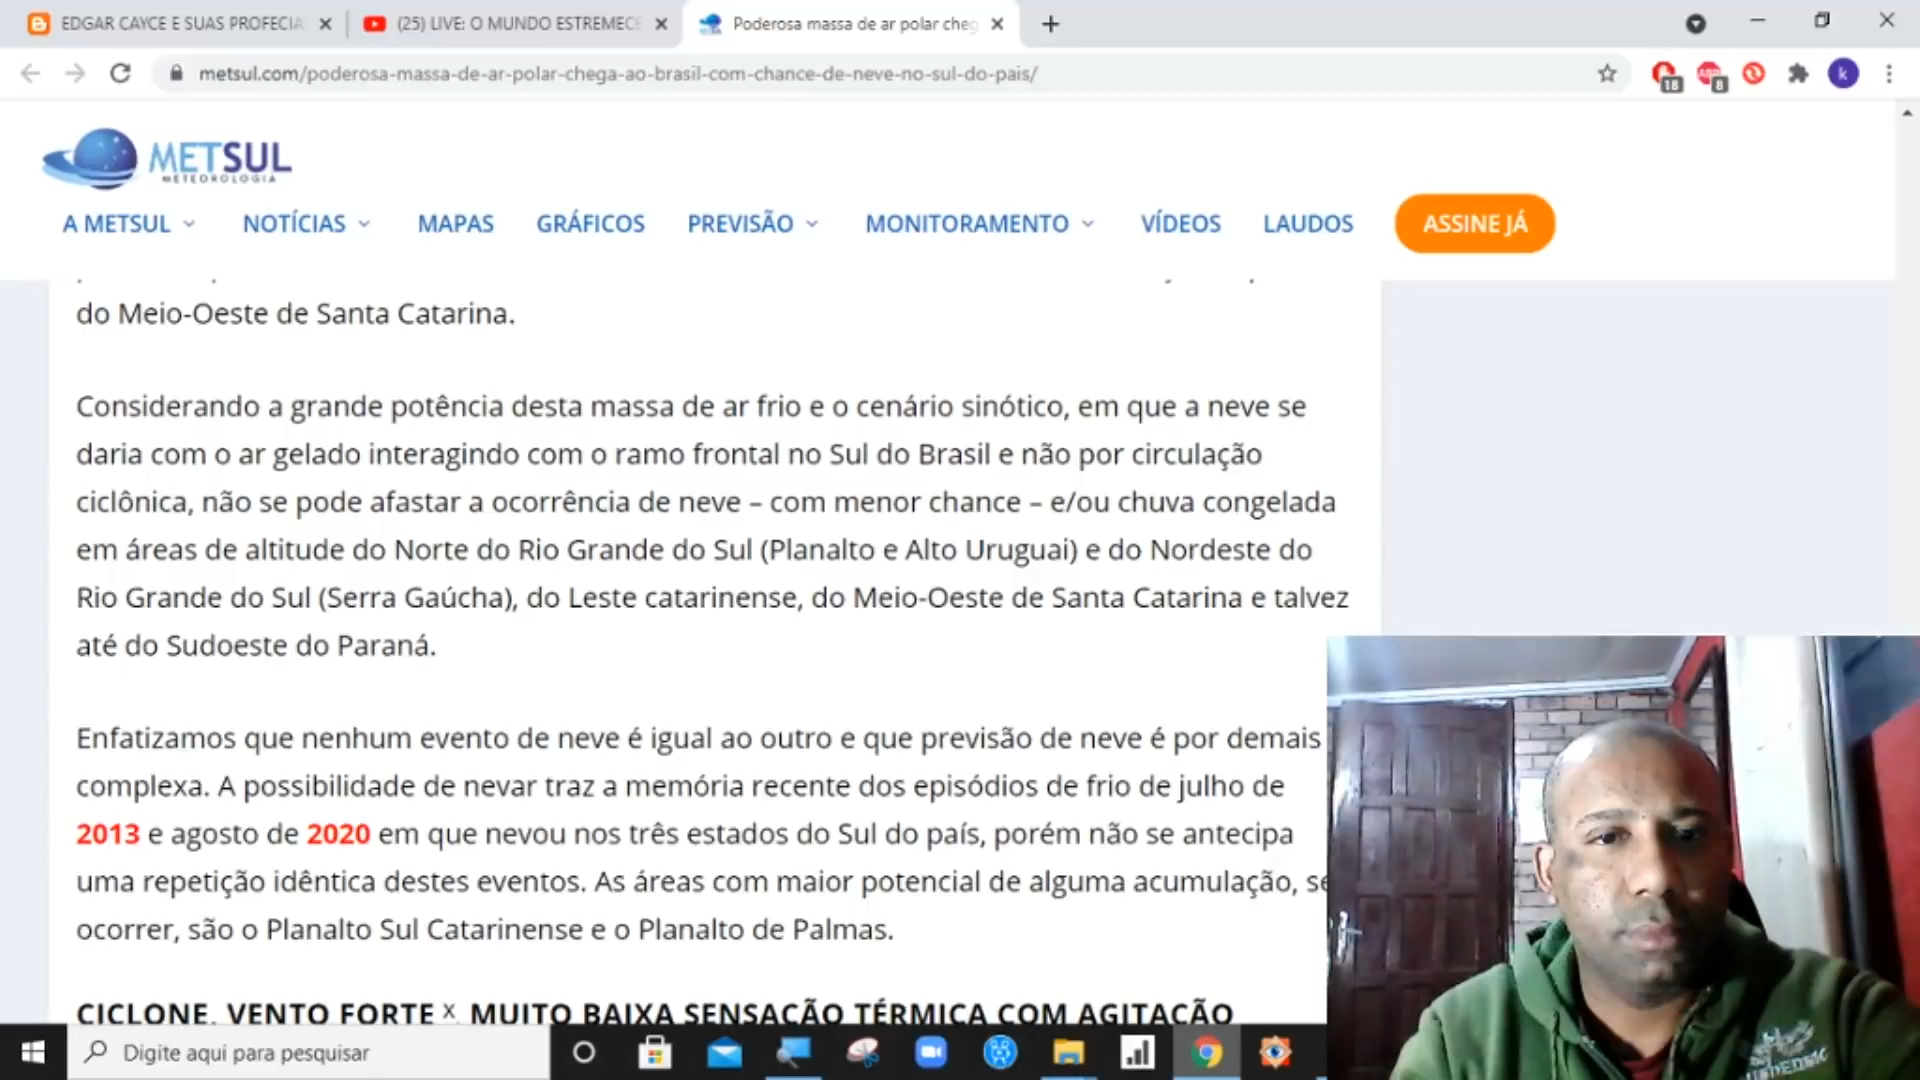 EDGAR CAYCE E SUAS PROFECIA
(25) LIVE: O MUNDO ESTREMECE
Poderosa massa de ar polar cheg
metsul.com/poderosa-massa-de-ar-polar-chega-ao-brasil-com-chance-de-neve-no-sul-do-pais/
18
ABP
8
k
METSUL
METEOROLOGIA
A METSUL
NOTÍCIAS
MAPAS
GRÁFICOS
PREVISÃO
MONITORAMENTO
VÍDEOS
LAUDOS
ASSINE JÁ
do Meio-Oeste de Santa Catarina.
Considerando a grande potência desta massa de ar frio e o cenário sinótico, em que a neve se
daria com o ar gelado interagindo com o ramo frontal no Sul do Brasil e não por circulação
ciclônica, não se pode afastar a ocorrência de neve – com menor chance – e/ou chuva congelada
em áreas de altitude do Norte do Rio Grande do Sul (Planalto e Alto Uruguai) e do Nordeste do
Rio Grande do Sul (Serra Gaúcha), do Leste catarinense, do Meio-Oeste de Santa Catarina e talvez
até do Sudoeste do Paraná.
Enfatizamos que nenhum evento de neve é igual ao outro e que previsão de neve é por demais
complexa. A possibilidade de nevar traz a memória recente dos episódios de frio de julho de
2013 e agosto de 2020 em que nevou nos três estados do Sul do país, porém não se antecipa
uma repetição idêntica destes eventos. As áreas com maior potencial de alguma acumulação, se
ocorrer, são o Planalto Sul Catarinense e o Planalto de Palmas.
CICLONE, VENTO FORTE x MUITO BAIXA SENSAÇÃO TÉRMICA COM AGITAÇÃO
Digite aqui para pesquisar